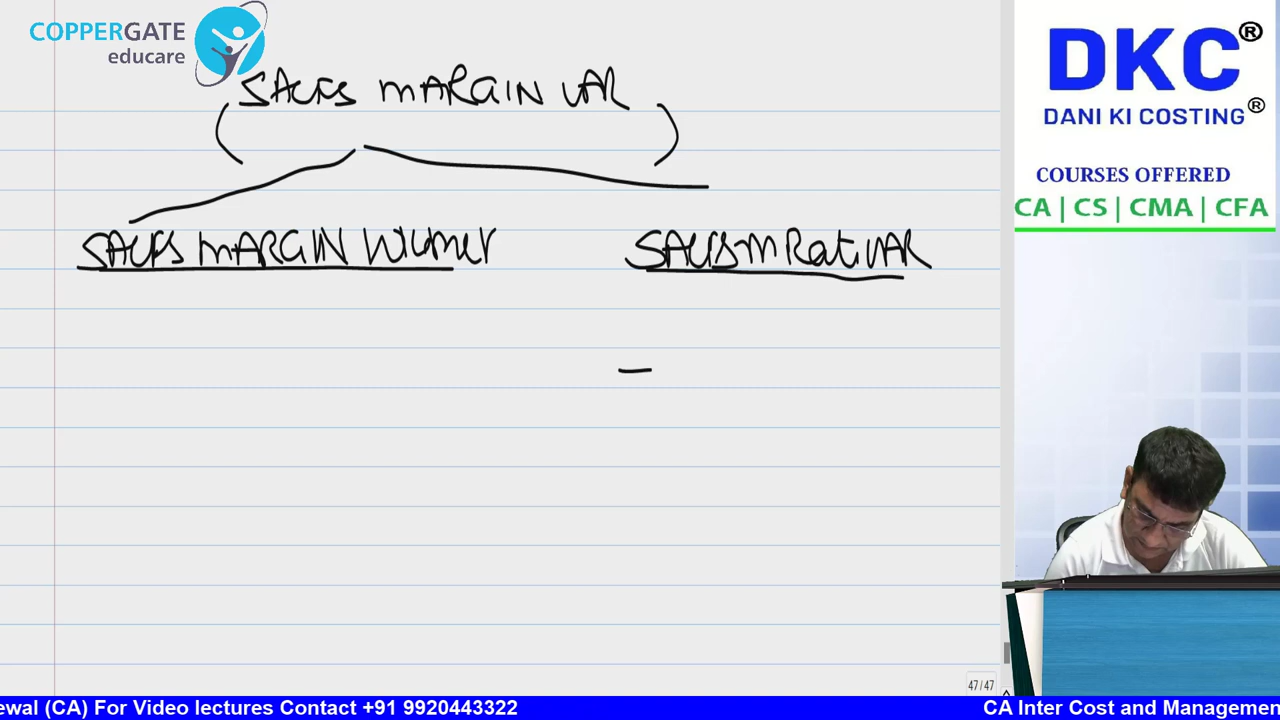 COPPERGATE
educare
SALES MARGIN VAR
SALES MARGIN VOLUME V
SALES M Rate VAR
DKC®
DANI KI COSTING®
COURSES OFFERED
CA | CS | CMA | CFA
47/47
ewal (CA) For Video lectures Contact +91 9920443322
CA Inter Cost and Managemen